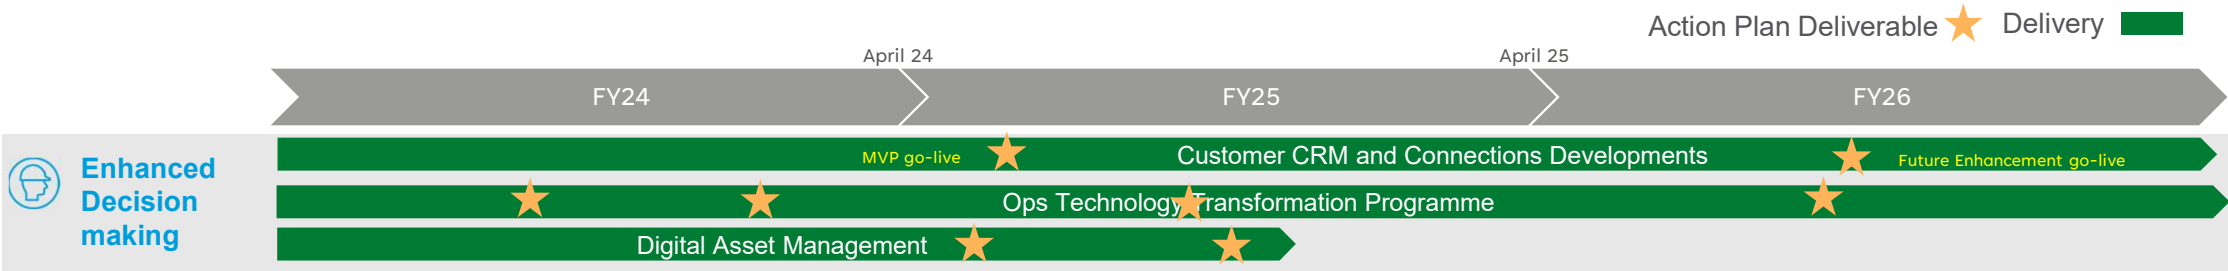 Action Plan Deliverable Delivery
April 24 April 25
FY24 FY25 FY26
Enhanced
Decision
making
MVP go-live Customer CRM and Connections Developments Future Enhancement go-live
Ops Technology Transformation Programme
Digital Asset Management